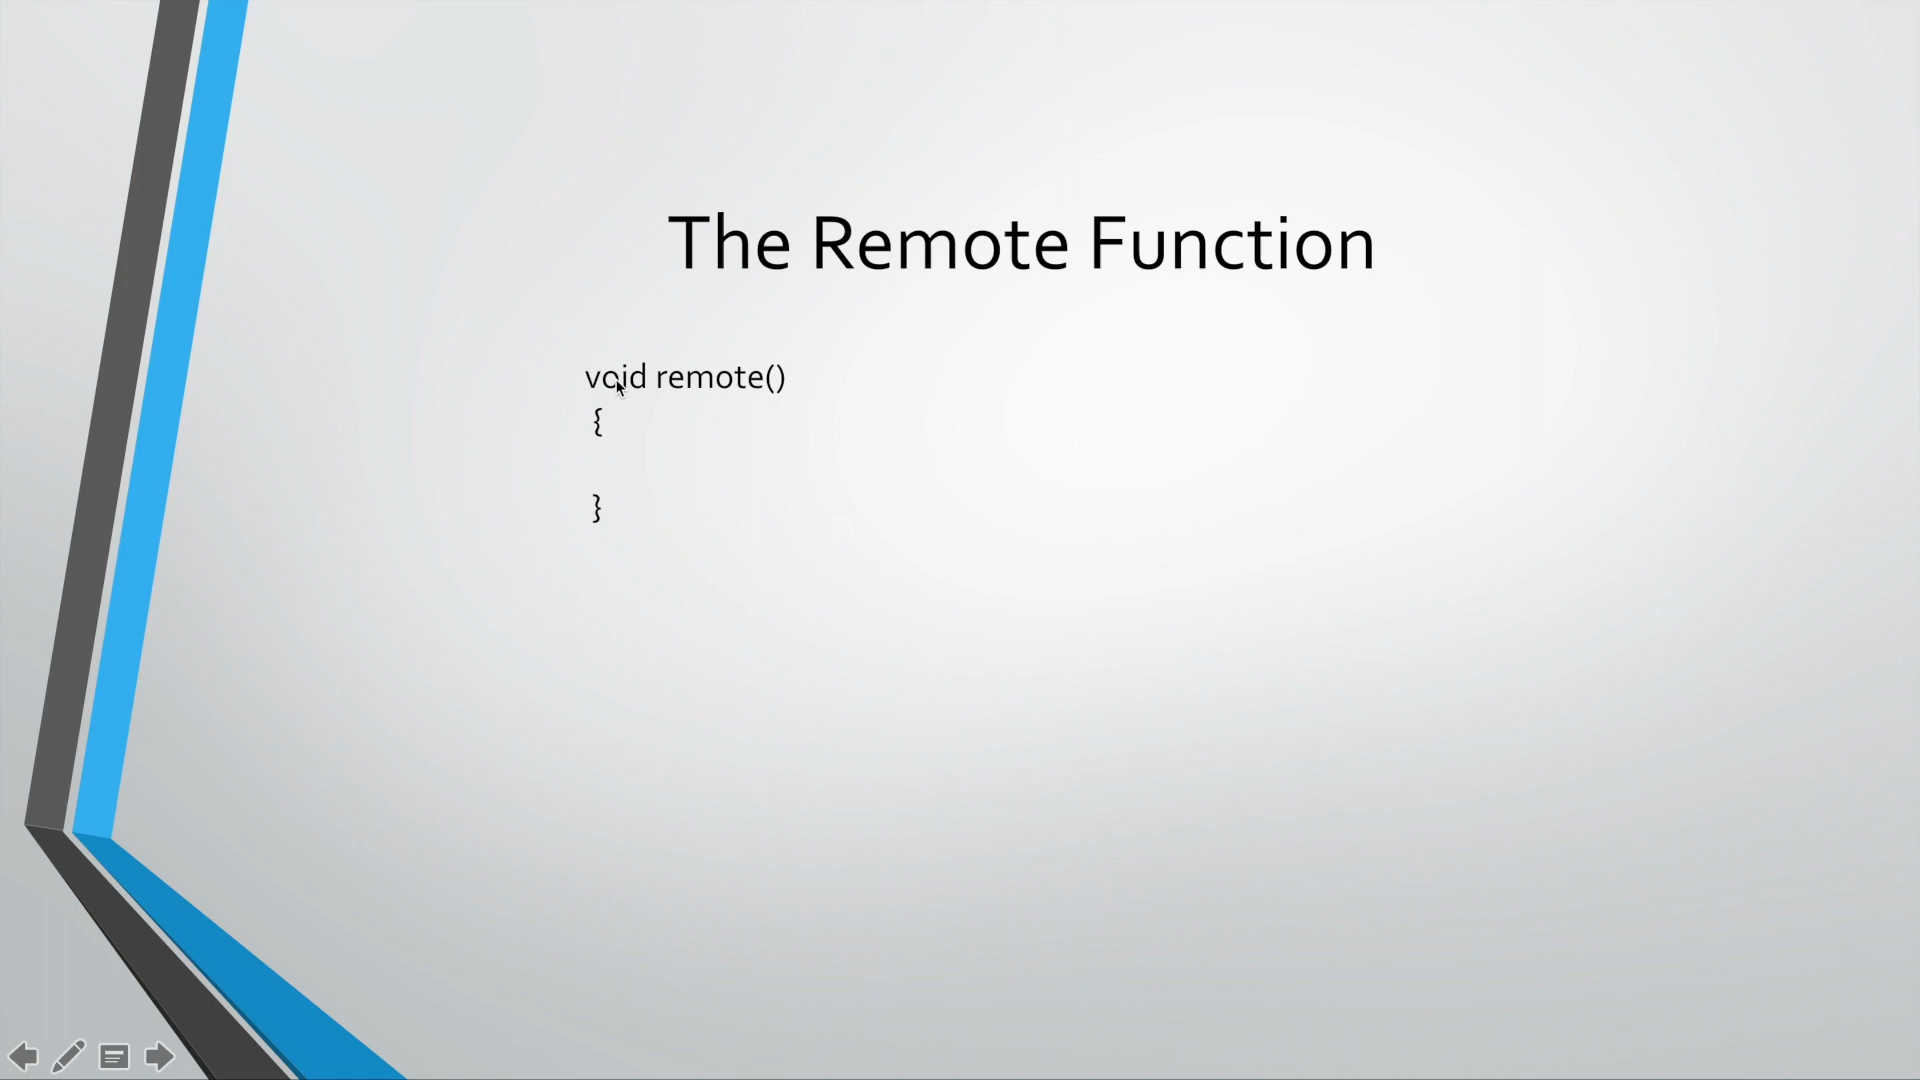 The Remote Function
void remote()
{
}